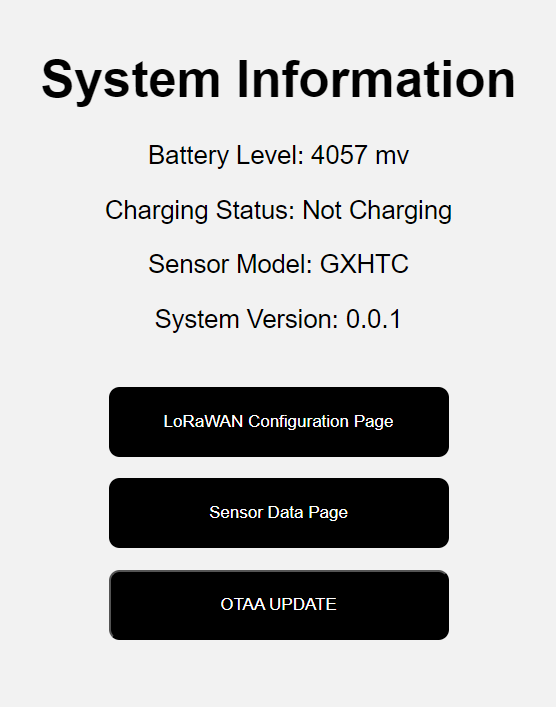 System Information
Battery Level: 4057 mv
Charging Status: Not Charging
Sensor Model: GXHTC
System Version: 0.0.1
LoRaWAN Configuration Page
Sensor Data Page
OTAA UPDATE